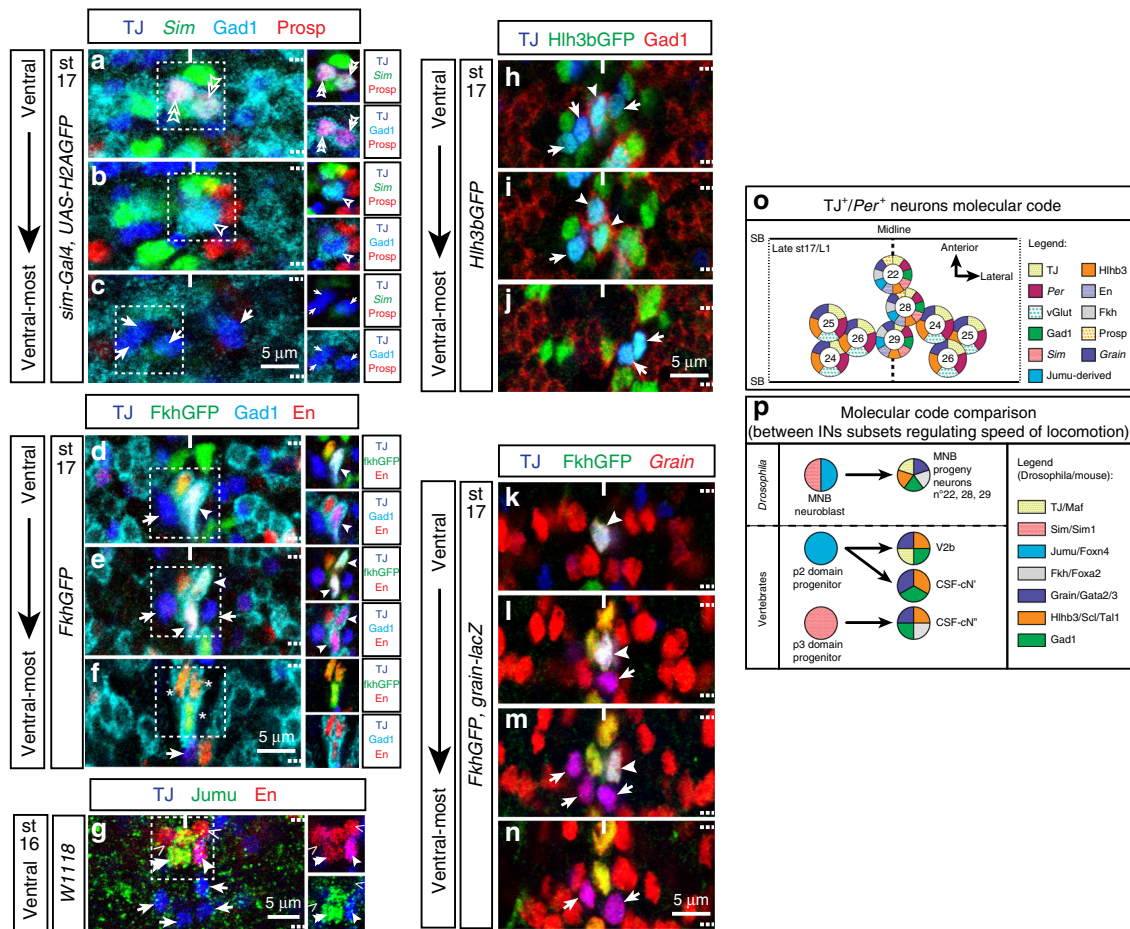 TJ Sim Gad1 Prosp
Ventral
Ventral-most
st
17
sim-Gal4, UAS-H2AGFP
a
TJ
Sim
Prosp
TJ
Gad1
Prosp
b
TJ
Sim
Prosp
TJ
Gad1
Prosp
c
5 µm
TJ
Sim
Prosp
TJ
Gad1
Prosp
TJ FkhGFP Gad1 En
Ventral
Ventral-most
st
17
FkhGFP
d
TJ
fkhGFP
En
TJ
Gad1
En
e
TJ
fkhGFP
En
TJ
Gad1
En
f
5 µm
TJ
fkhGFP
En
TJ
Gad1
En
TJ Jumu En
st
16
Ventral
W1118
g
5 µm
TJ Hlh3bGFP Gad1
Ventral
Ventral-most
st
17
Hlh3bGFP
h
i
j
5 µm
TJ FkhGFP Grain
Ventral
Ventral-most
st
17
FkhGFP, grain-lacZ
k
l
m
n
5 µm
o
TJ+/Per+ neurons molecular code
SB
Midline
Late st17/L1
Anterior
Lateral
22
28
25
24
25
26
29
24
26
SB
Legend:
TJ
Hlhb3
Per
En
vGlut
Fkh
Gad1
Prosp
Sim
Grain
Jumu-derived
p
Molecular code comparison
(between INs subsets regulating speed of locomotion)
Drosophila
MNB
neuroblast
MNB
progeny
neurons
n°22, 28, 29
Vertebrates
p2 domain
progenitor
V2b
CSF-cN'
p3 domain
progenitor
CSF-cN"
Legend
(Drosophila/mouse):
TJ/Maf
Sim/Sim1
Jumu/Foxn4
Fkh/Foxa2
Grain/Gata2/3
Hlhb3/Scl/Tal1
Gad1